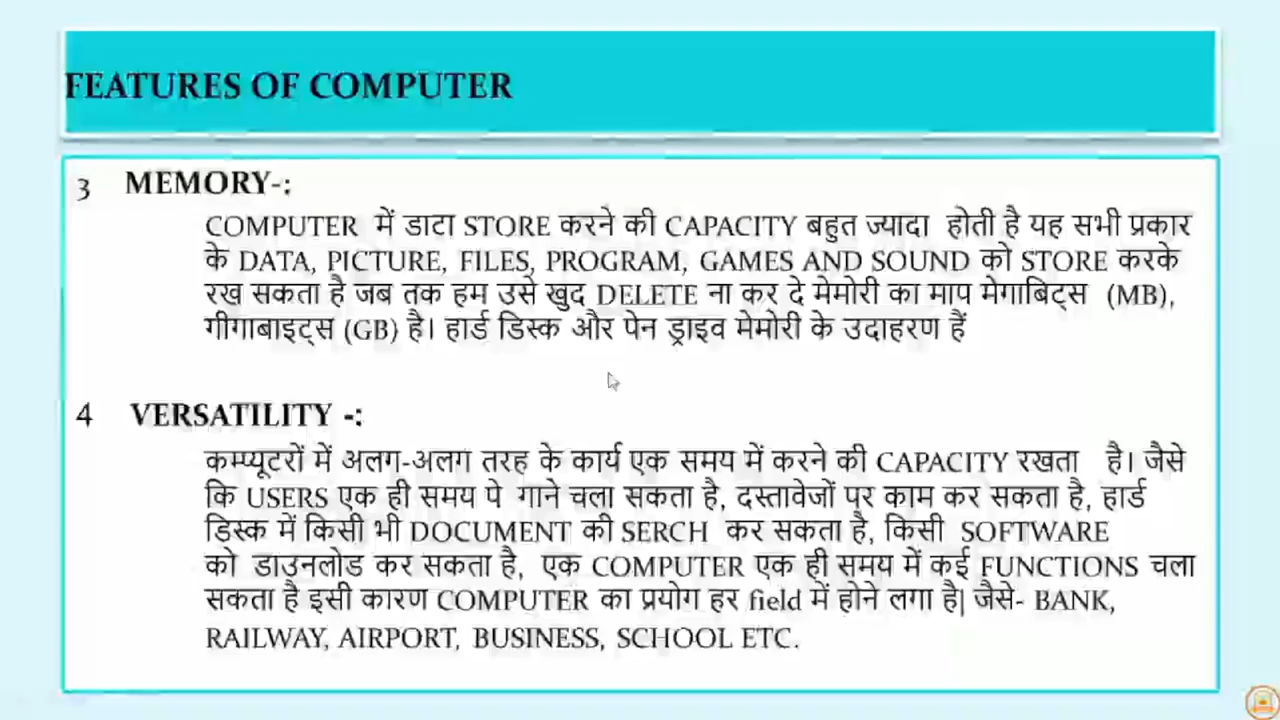 FEATURES OF COMPUTER
3 MEMORY-:
COMPUTER में डाटा STORE करने की CAPACITY बहुत ज्यादा होती है यह सभी प्रकार
के DATA, PICTURE, FILES, PROGRAM, GAMES AND SOUND को STORE करके
रख सकता है जब तक हम उसे खुद DELETE ना कर दे मेमोरी का माप मेगाबिट्स (MB),
गीगाबाइट्स (GB) है। हार्ड डिस्क और पेन ड्राइव मेमोरी के उदाहरण हैं
4 VERSATILITY -:
कम्प्यूटरों में अलग-अलग तरह के कार्य एक समय में करने की CAPACITY रखता है। जैसे
कि USERS एक ही समय पे गाने चला सकता है, दस्तावेजों पर काम कर सकता है, हार्ड
डिस्क में किसी भी DOCUMENT की SERCH कर सकता है, किसी SOFTWARE
को डाउनलोड कर सकता है, एक COMPUTER एक ही समय में कई FUNCTIONS चला
सकता है इसी कारण COMPUTER का प्रयोग हर field में होने लगा है| जैसे- BANK,
RAILWAY, AIRPORT, BUSINESS, SCHOOL ETC.